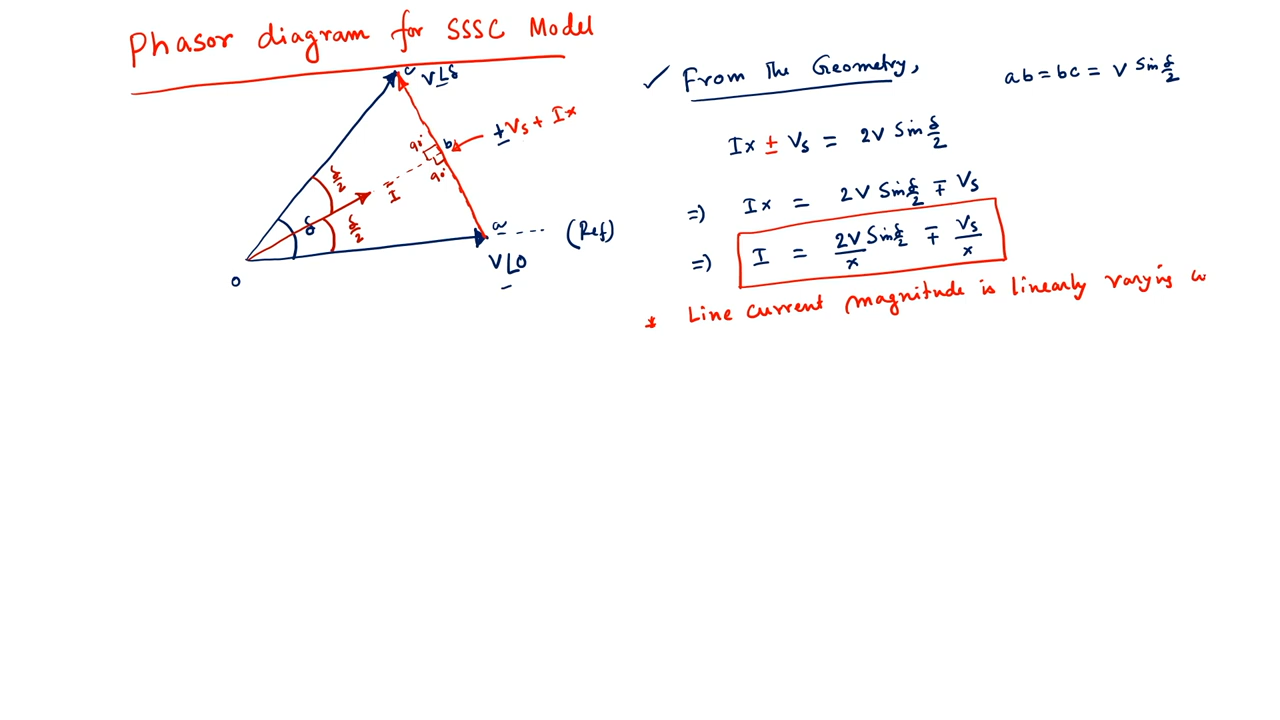 Phasor diagram for SSSC Model
c V∠δ
±Vs + Ix
90°
b
90°
δ/2
I
δ
δ/2
a (Ref)
V∠0
0
✓ From The Geometry, ab = bc = V Sin δ/2
Ix ± Vs = 2V Sin δ/2
=) Ix = 2V Sin δ/2 ∓ Vs
=) I = 2V/x Sin δ/2 ∓ Vs/x
* Line current magnitude is linearly varying w